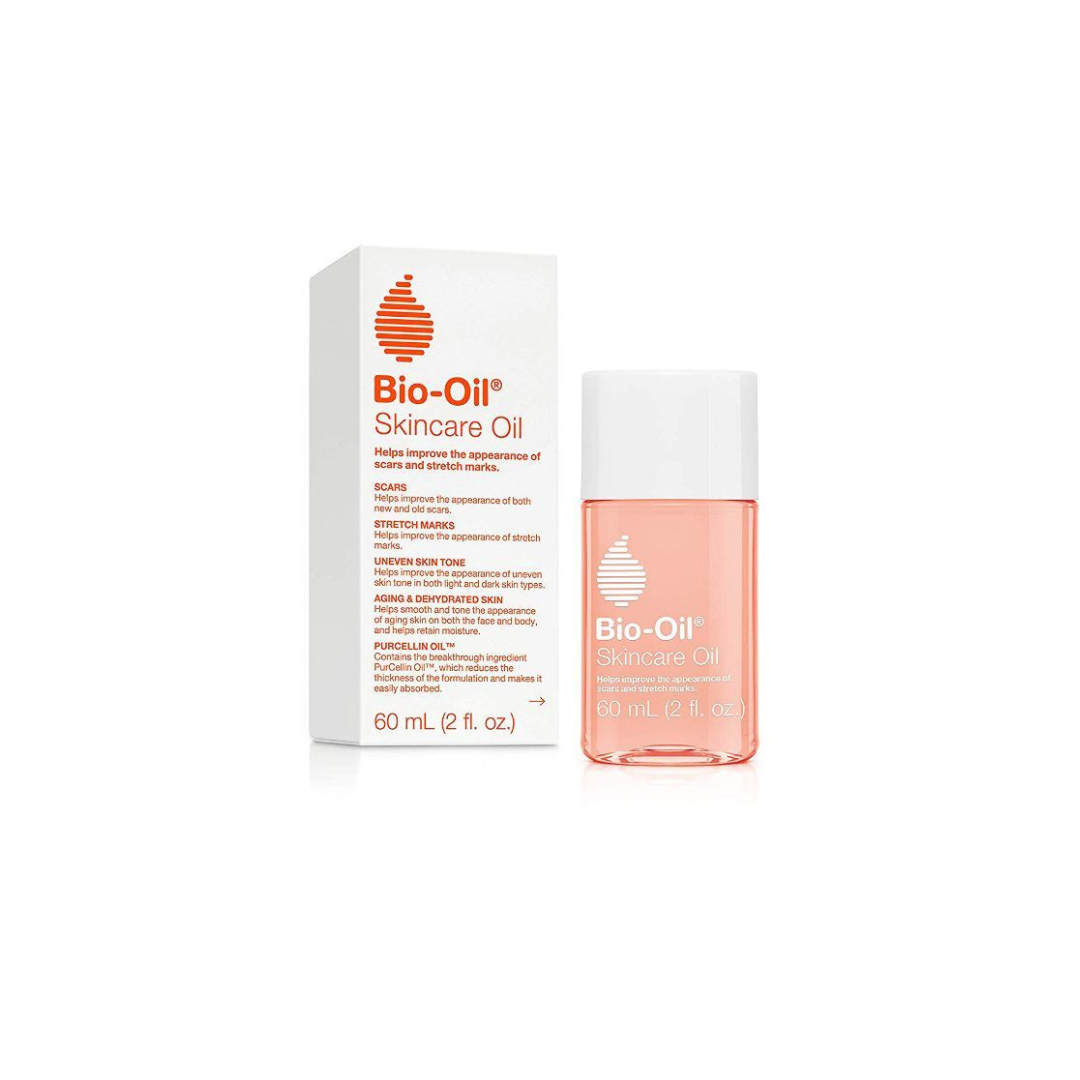 Bio-Oil®
Skincare Oil
Helps improve the appearance of
scars and stretch marks.
SCARS
Helps improve the appearance of both
new and old scars.
STRETCH MARKS
Helps improve the appearance of stretch
marks.
UNEVEN SKIN TONE
Helps improve the appearance of uneven
skin tone in both light and dark skin types.
AGING & DEHYDRATED SKIN
Helps smooth and tone the appearance
of aging skin on both the face and body,
and helps retain moisture.
PURCELLIN OIL™
Contains the breakthrough ingredient
PurCellin Oil™, which reduces the
thickness of the formulation and makes it
easily absorbed.
60 mL (2 fl. oz.)
Bio-Oil®
Skincare Oil
Helps improve the appearance of
scars and stretch marks.
60 mL (2 fl. oz.)